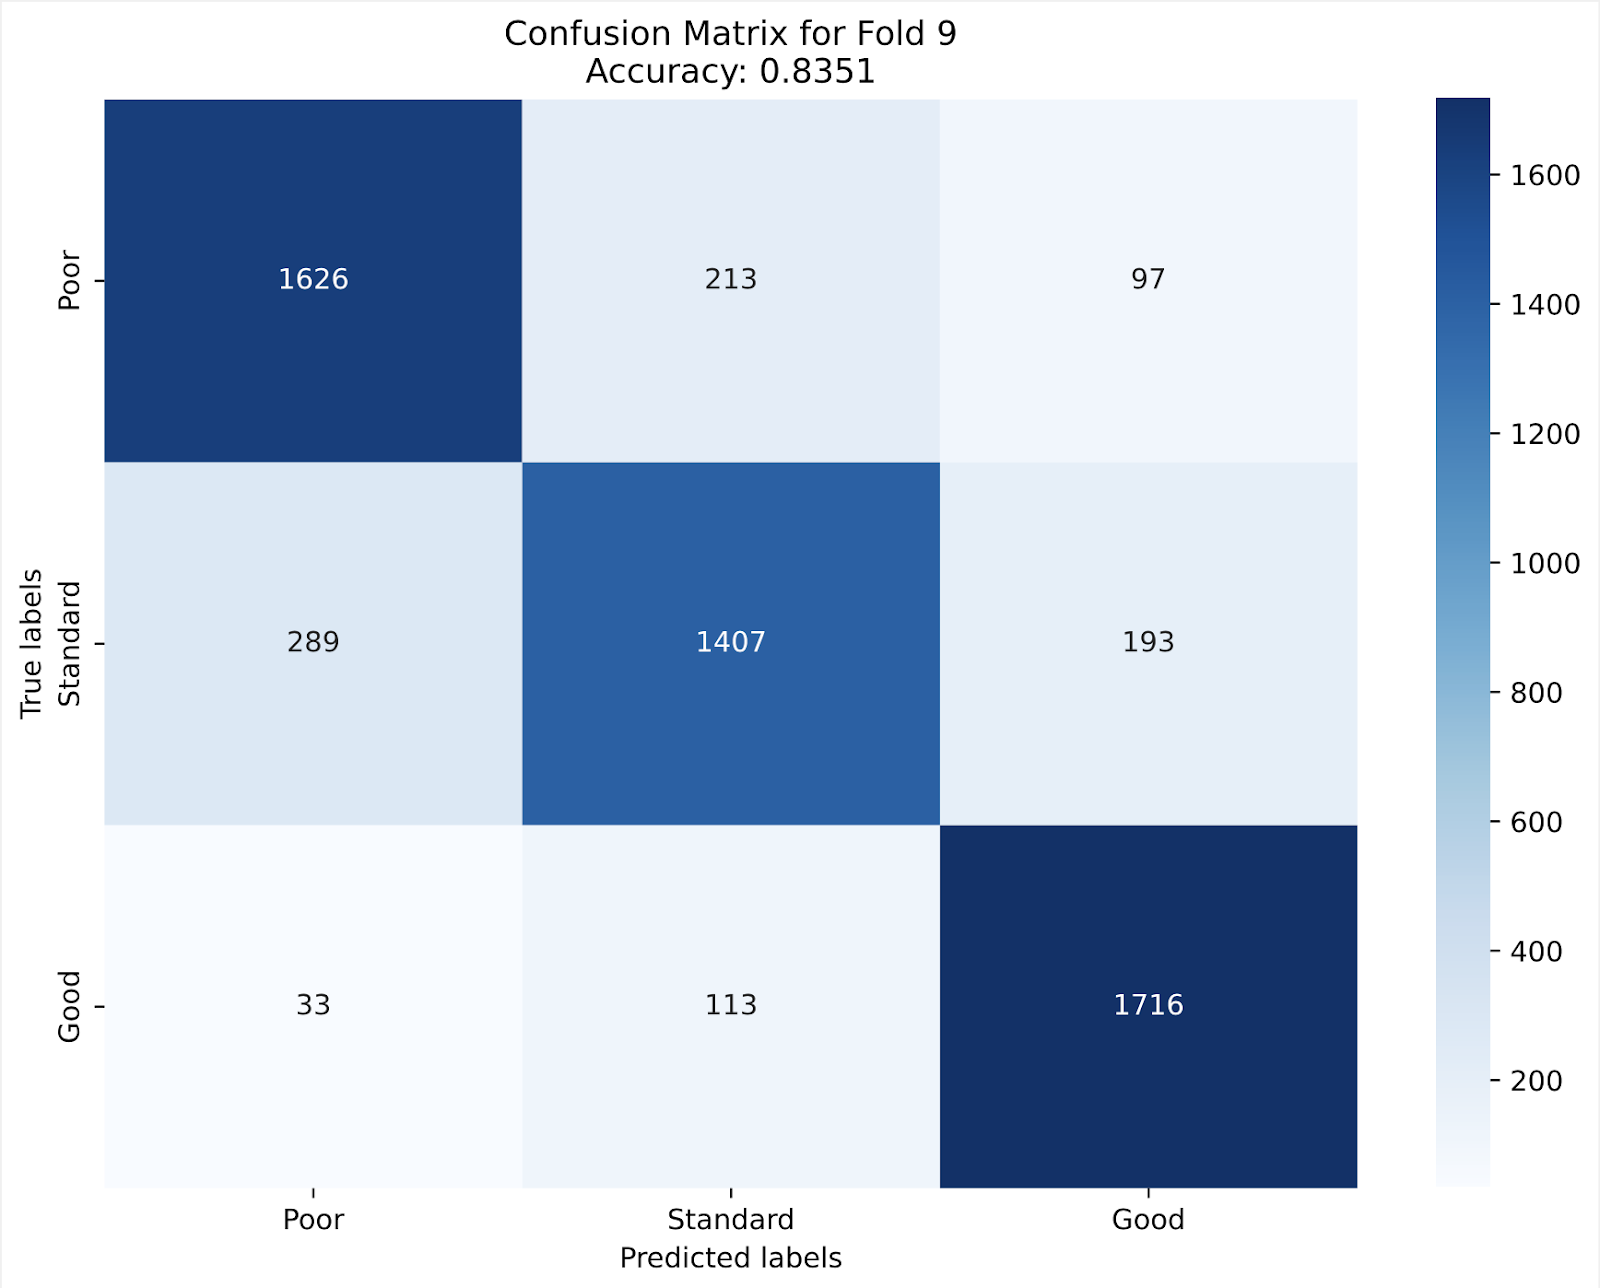 Confusion Matrix for Fold 9
Accuracy: 0.8351
True labels
Poor
1626 213 97
Standard
289 1407 193
Good
33 113 1716
Poor Standard Good
Predicted labels
1600
1400
1200
1000
800
600
400
200